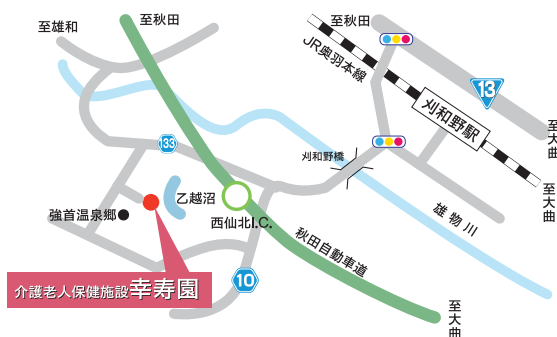 至秋田
至秋田
至雄和
JR奥羽本線
13
刈和野駅
至大曲
133
刈和野橋
至大曲
乙越沼
強首温泉郷
西仙北I.C.
雄物川
秋田自動車道
介護老人保健施設幸寿園
10
至大曲